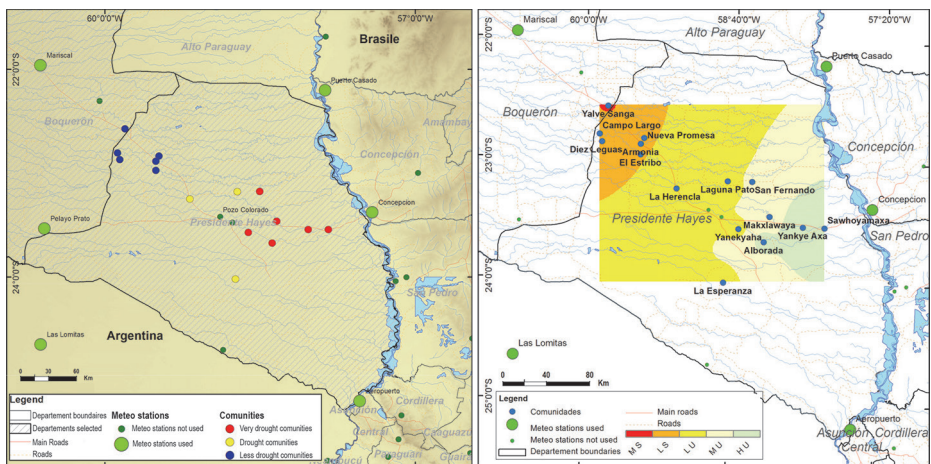 60°0'0"W
57°0'0"W
Mariscal
Alto Paraguay
Brasile
22°0'0"S
Puerto Casado
Boquerón
Amambay
Concepción
Pozo Colorado
Concepcion
Pelayo Prato
Presidente Hayes
24°0'0"S
San Pedro
Las Lomitas
Argentina
0 30 60
Km
Aeropuerto
Asunción
Cordillera
Central
Caaguazú
Paraguari
Guair
Legend
Departement boundaries
Departements selected
Main Roads
Roads
Meteo stations
Meteo stations not used
Meteo stations used
Comunities
Very drought comunities
Drought comunities
Less drought comunities
60°0'0"W
58°40'0"W
57°20'0"W
Mariscal
22°0'0"S
Alto Paraguay
Puerto Casado
Boquerón
Yalve Sanga
Campo Largo
Nueva Promesa
23°0'0"S
Diez Leguas
Armonia
El Estribo
Concepción
La Herencla
Laguna Pato
San Fernando
Presidente Hayes
Makxlawaya
Sawhoyamaxa
Concepcion
Yanekyaha
Yankye Axa
San Pedro
Alborada
24°0'0"S
La Esperanza
Las Lomitas
0 40 80
Km
25°0'0"S
Aeropuerto
Asunción
Cordillera
Central
Legend
Comunidades
Meteo stations used
Meteo stations not used
Departement boundaries
Main roads
Roads
M S
L S
L U
M U
H U